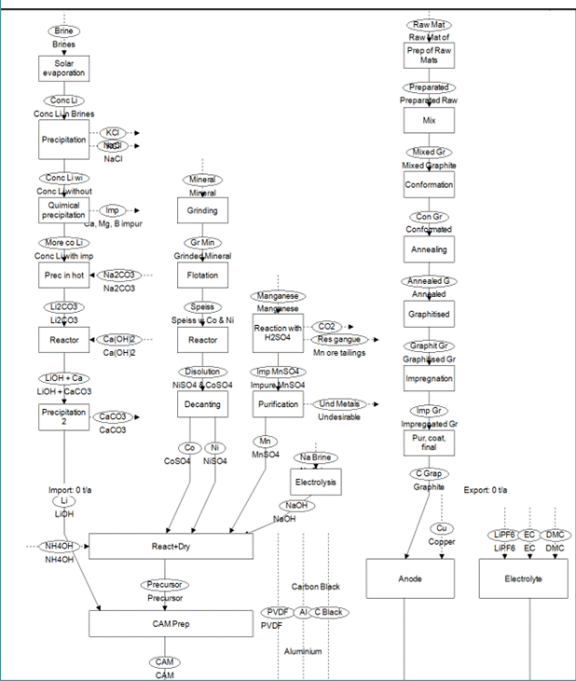 Brine
Brines
Solar
evaporation
Conc Li
Conc Li in Brines
Precipitation
KCl
NaCl
NaCl
Conc Li wi
Conc Li without
Quimical
precipitation
Imp
Ca, Mg, B impur
More co Li
Conc Li with imp
Prec in hot
Na2CO3
Na2CO3
Li2CO3
Li2CO3
Reactor
Ca(OH)2
Ca(OH)2
LiOH + Ca
LiOH + CaCO3
Precipitation
2
CaCO3
CaCO3
Import: 0 t/a
Li
LiOH
NH4OH
NH4OH
Mineral
Mineral
Grinding
Gr Min
Grinded Mineral
Flotation
Speiss
Speiss w Co & Ni
Reactor
Disolution
NiSO4 & CoSO4
Decanting
Co
CoSO4
Ni
NiSO4
Manganese
Manganese
Reaction with
H2SO4
CO2
Res gangue
Mn ore tailings
Imp MnSO4
Impure MnSO4
Purification
Und Metals
Undesirable
Mn
MnSO4
Na Brine
Electrolysis
NaOH
NaOH
React+Dry
Precursor
Precursor
CAM Prep
CAM
CAM
Carbon Black
PVDF
Al
C Black
PVDF
Aluminium
Raw Mat
Raw Mat of
Prep of Raw
Mats
Prepared
Prepared Raw
Mix
Mixed Gr
Mixed Graphite
Conformation
Con Gr
Conformated
Annealing
Annealed G
Annealed
Graphitised
Graphit Gr
Graphitised Gr
Impregnation
Imp Gr
Impregnated Gr
Pur, coat,
final
C Grap
Graphite
Cu
Copper
Anode
Export: 0 t/a
LiPF6
EC
DMC
LiPF6
EC
DMC
Electrolyte